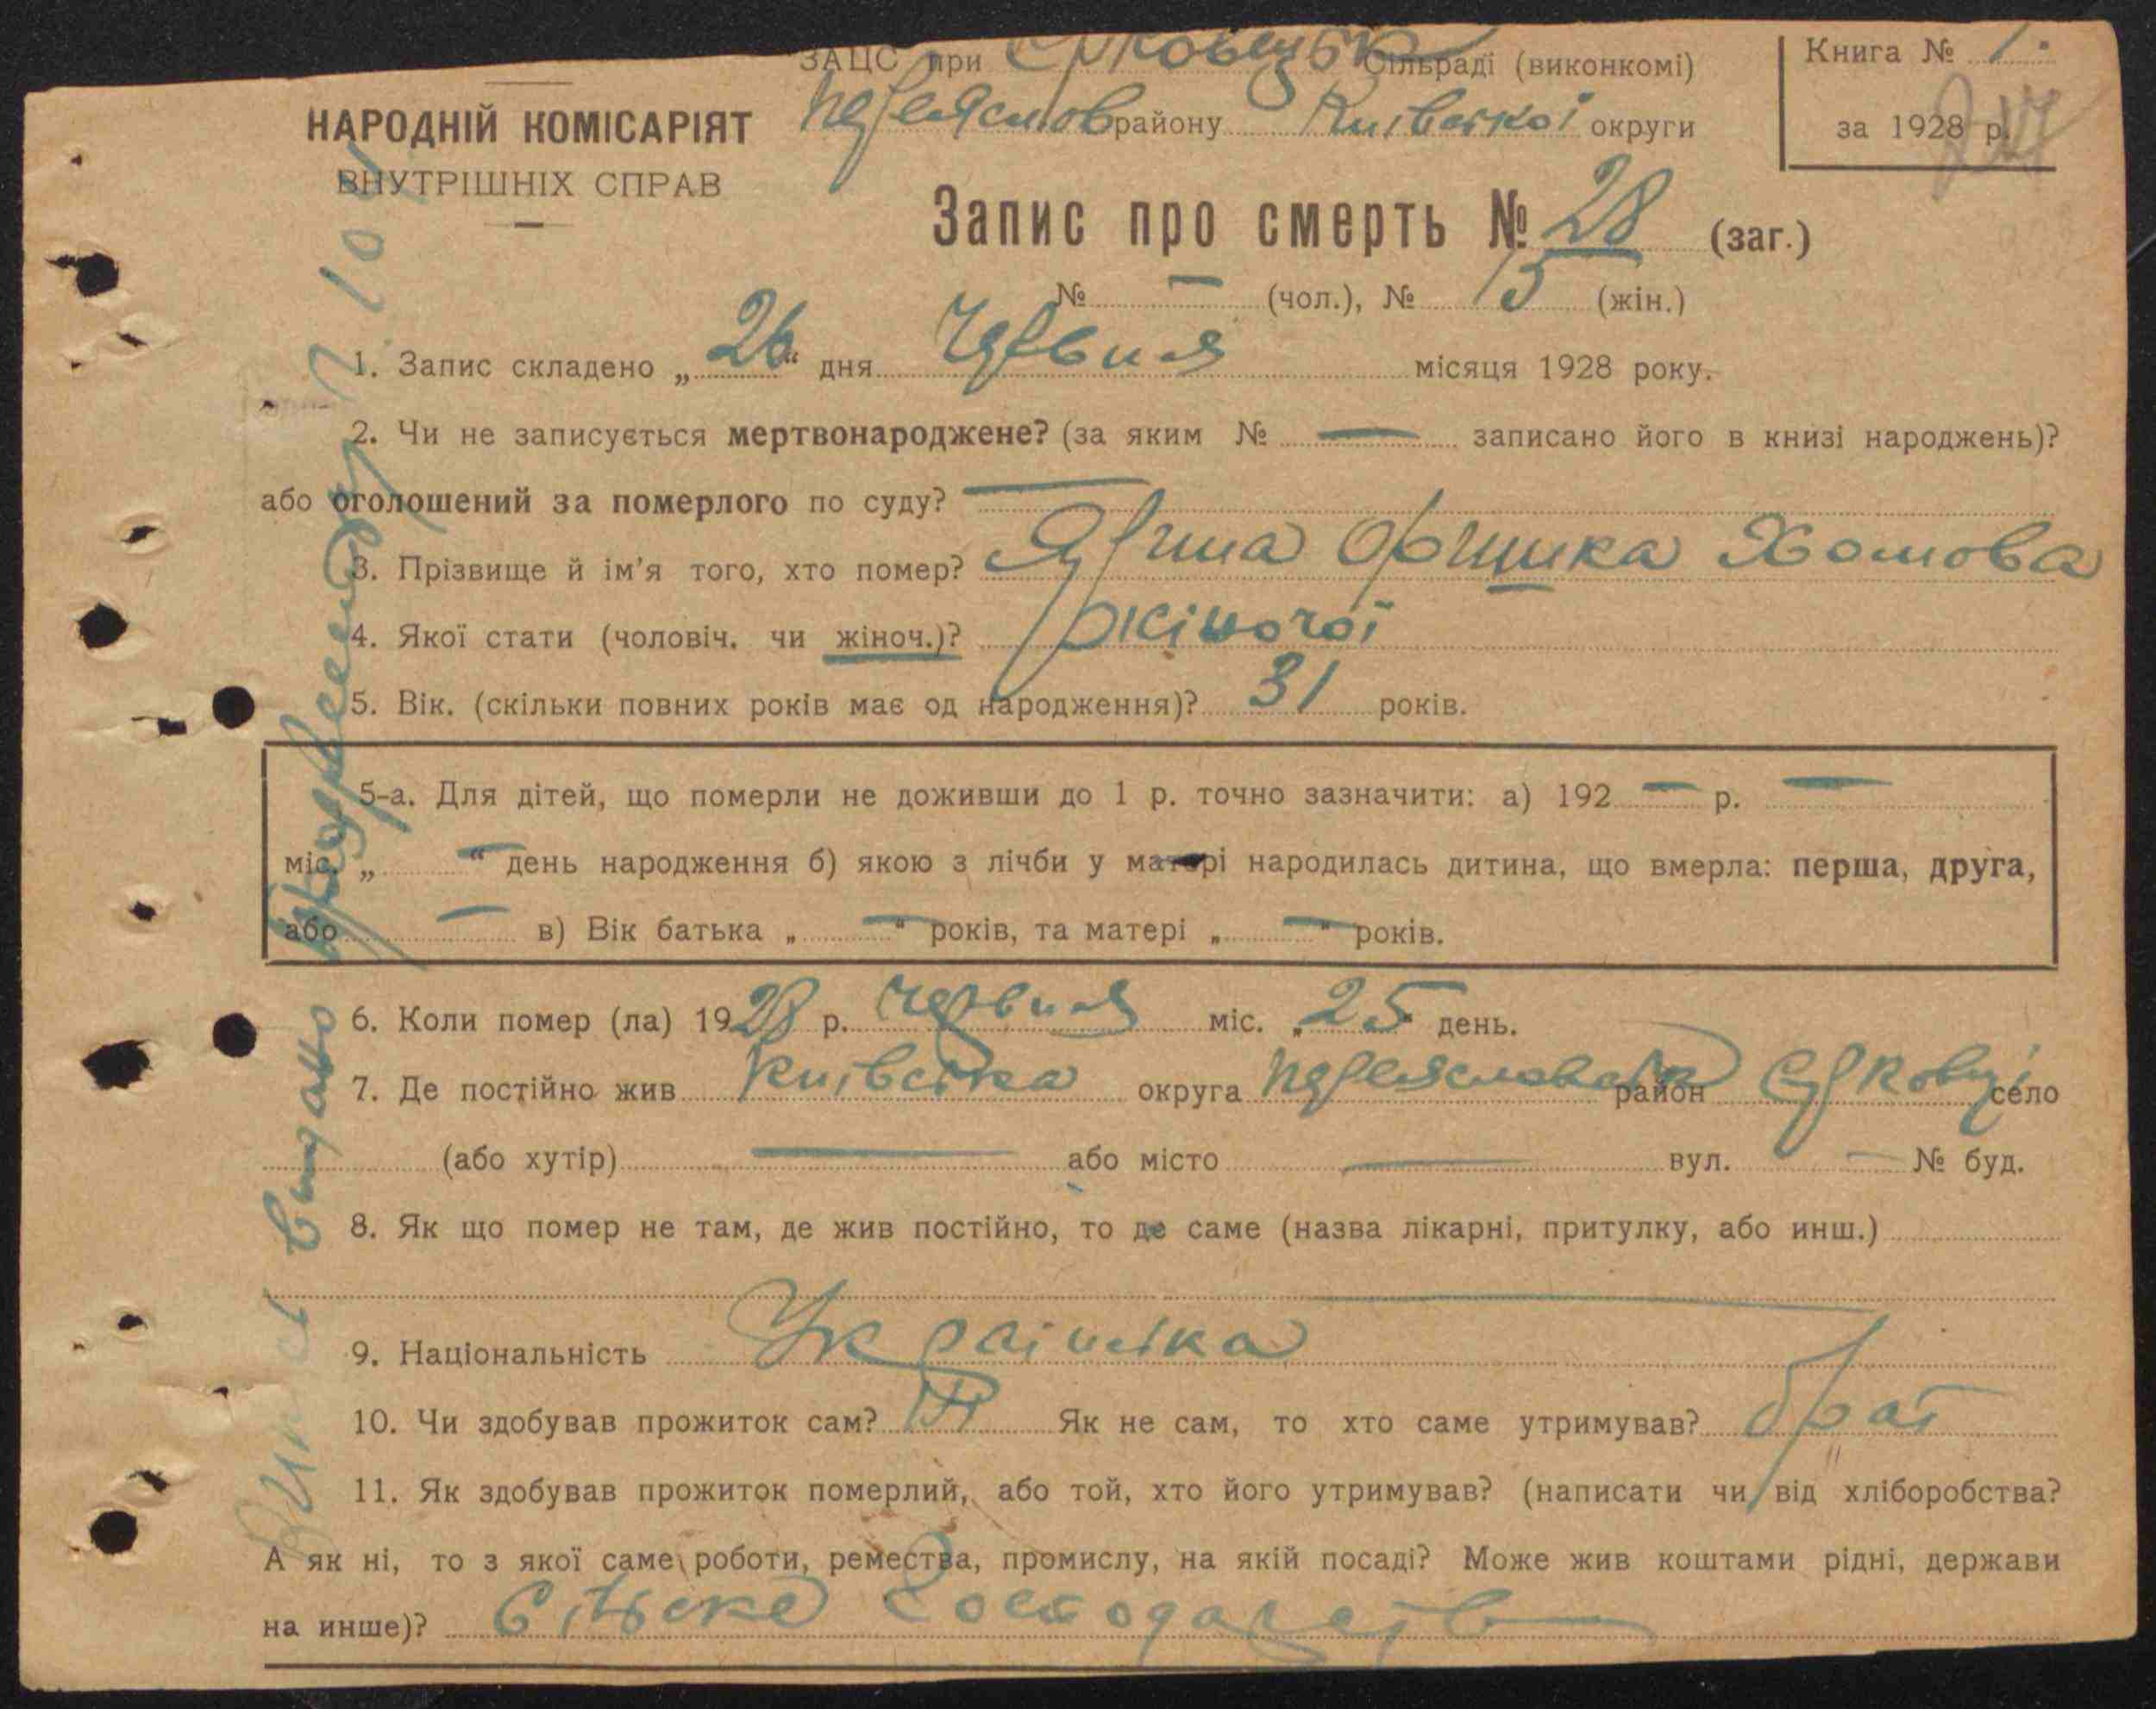 ЗАЦС при Єрковецьк Сільраді (виконкомі)
Переяслов району Київської округи
Книга № 1.
за 1928 р.
НАРОДНІЙ КОМІСАРІЯТ
ВНУТРІШНІХ СПРАВ
Запис про смерть № 28 (заг.)
№ — (чол.), № 15 (жін.)
1. Запис складено „26“ дня Червня місяця 1928 року.
2. Чи не записується мертвонароджене? (за яким № — записано його в книзі народжень)?
або оголошений за померлого по суду? —
3. Прізвище й ім'я того, хто помер? Хомова
4. Якої стати (чоловіч. чи жіноч.)? жіночої
5. Вік. (скільки повних років має од народження)? 31 років.
5-а. Для дітей, що померли не доживши до 1 р. точно зазначити: а) 192 — р. —
міс. „ — “ день народження б) якою з лічби у матері народилась дитина, що вмерла: перша, друга,
або — в) Вік батька „ — “ років, та матері „ — “ років.
6. Коли помер (ла) 1928 р. червня міс. „25“ день.
7. Де постійно жив Київська округа Переясловський район Єрковці село
(або хутір) — або місто — вул. — № буд.
8. Як що помер не там, де жив постійно, то де саме (назва лікарні, притулку, або инш.)
—
9. Національність Українка
10. Чи здобував прожиток сам? Ні Як не сам, то хто саме утримував? брат
11. Як здобував прожиток померлий, або той, хто його утримував? (написати чи від хліборобства?
А як ні, то з якої саме роботи, ремества, промислу, на якій посаді? Може жив коштами рідні, держави
на инше)? Сільске Господарств
видано